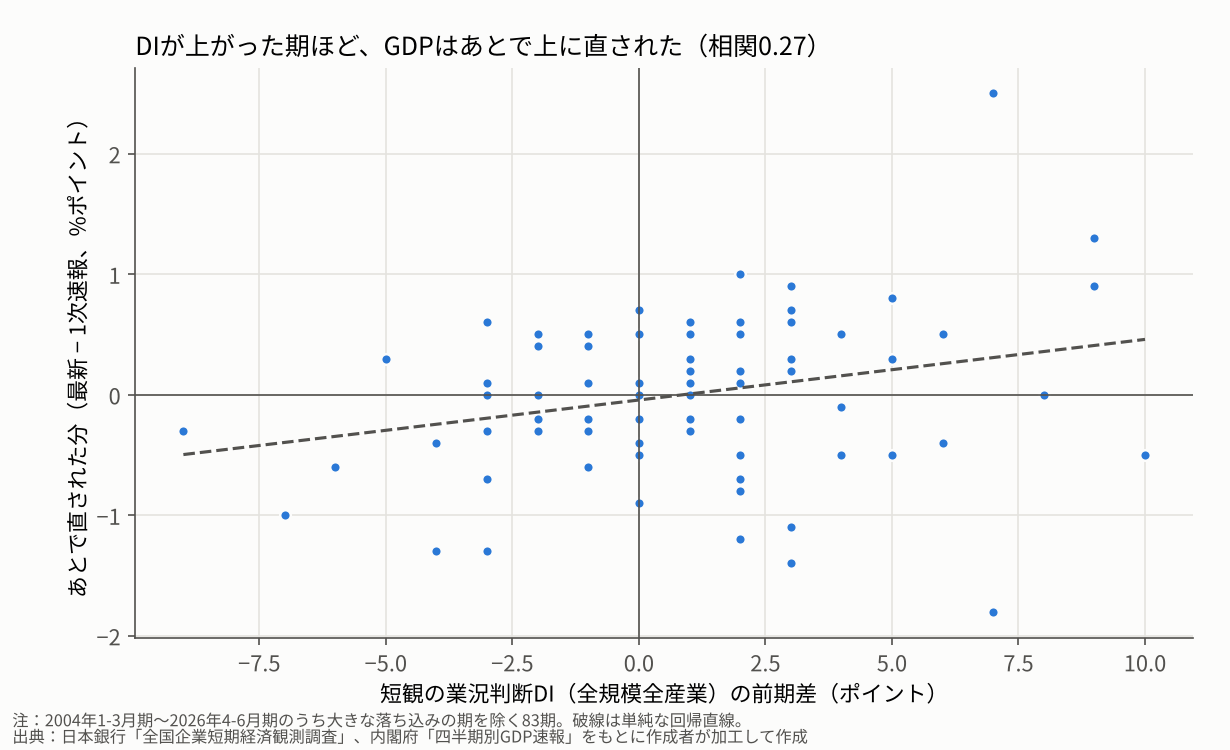 DIが上がった期ほど、GDPはあとで上に直された（相関0.27）
あとで直された分（最新－1次速報、%ポイント）
2
1
0
−1
−2
−7.5
−5.0
−2.5
0.0
2.5
5.0
7.5
10.0
短観の業況判断DI（全規模全産業）の前期差（ポイント）
注：2004年1-3月期～2026年4-6月期のうち大きな落ち込みの期を除く83期。破線は単純な回帰直線。
出典：日本銀行「全国企業短期経済観測調査」、内閣府「四半期別GDP速報」をもとに作成者が加工して作成